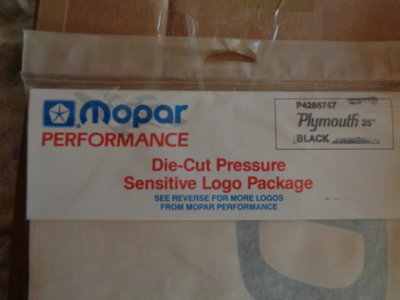 Mopar
PERFORMANCE
P4286747
Plymouth 25"
BLACK
Die-Cut Pressure
Sensitive Logo Package
SEE REVERSE FOR MORE LOGOS
FROM MOPAR PERFORMANCE